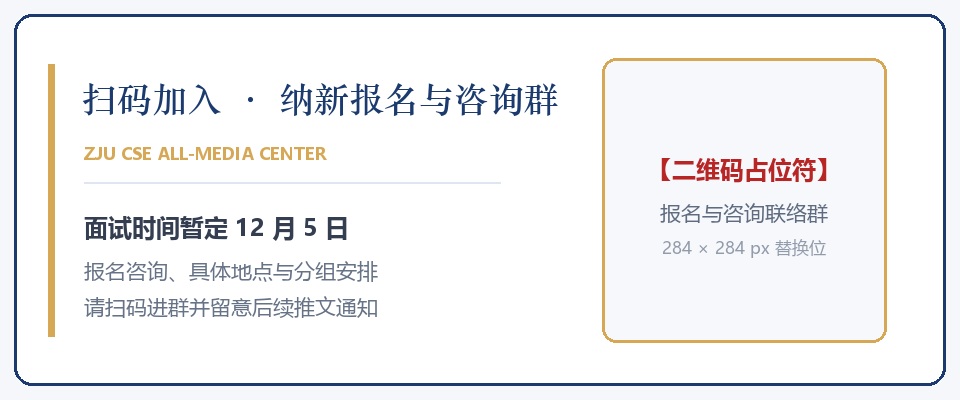 扫码加入 · 纳新报名与咨询群
ZJU CSE ALL-MEDIA CENTER
面试时间暂定 12 月 5 日
报名咨询、具体地点与分组安排
请扫码进群并留意后续推文通知
【二维码占位符】
报名与咨询联络群
284 × 284 px 替换位